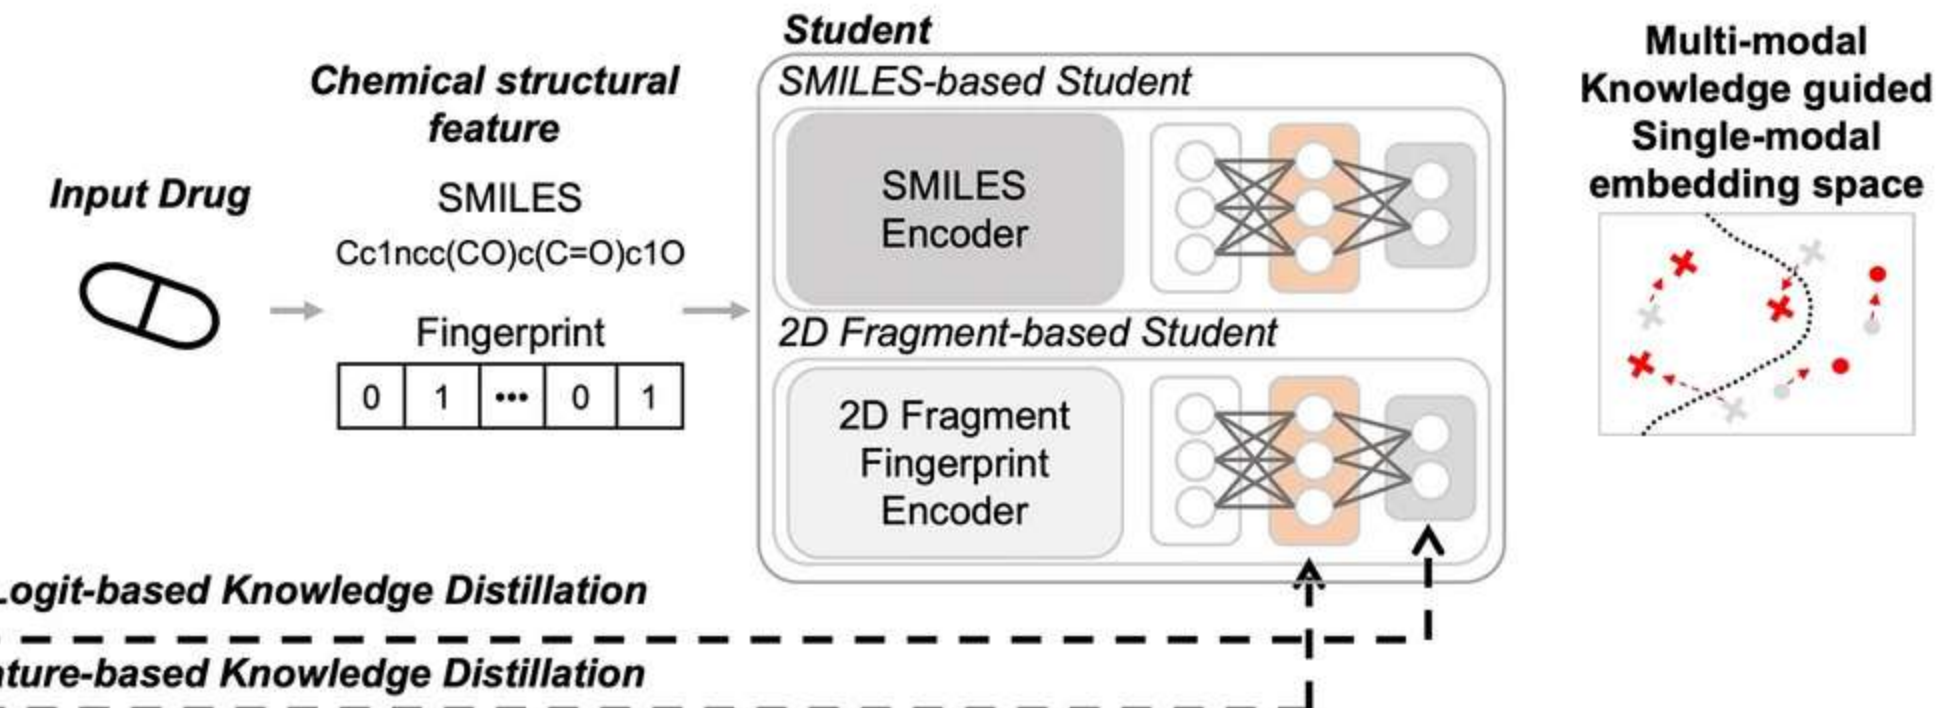 Input Drug
Chemical structural
feature
SMILES
Cc1ncc(CO)c(C=O)c1O
Fingerprint
0 1 ••• 0 1
Student
SMILES-based Student
SMILES
Encoder
2D Fragment-based Student
2D Fragment
Fingerprint
Encoder
Multi-modal
Knowledge guided
Single-modal
embedding space
Logit-based Knowledge Distillation
ature-based Knowledge Distillation